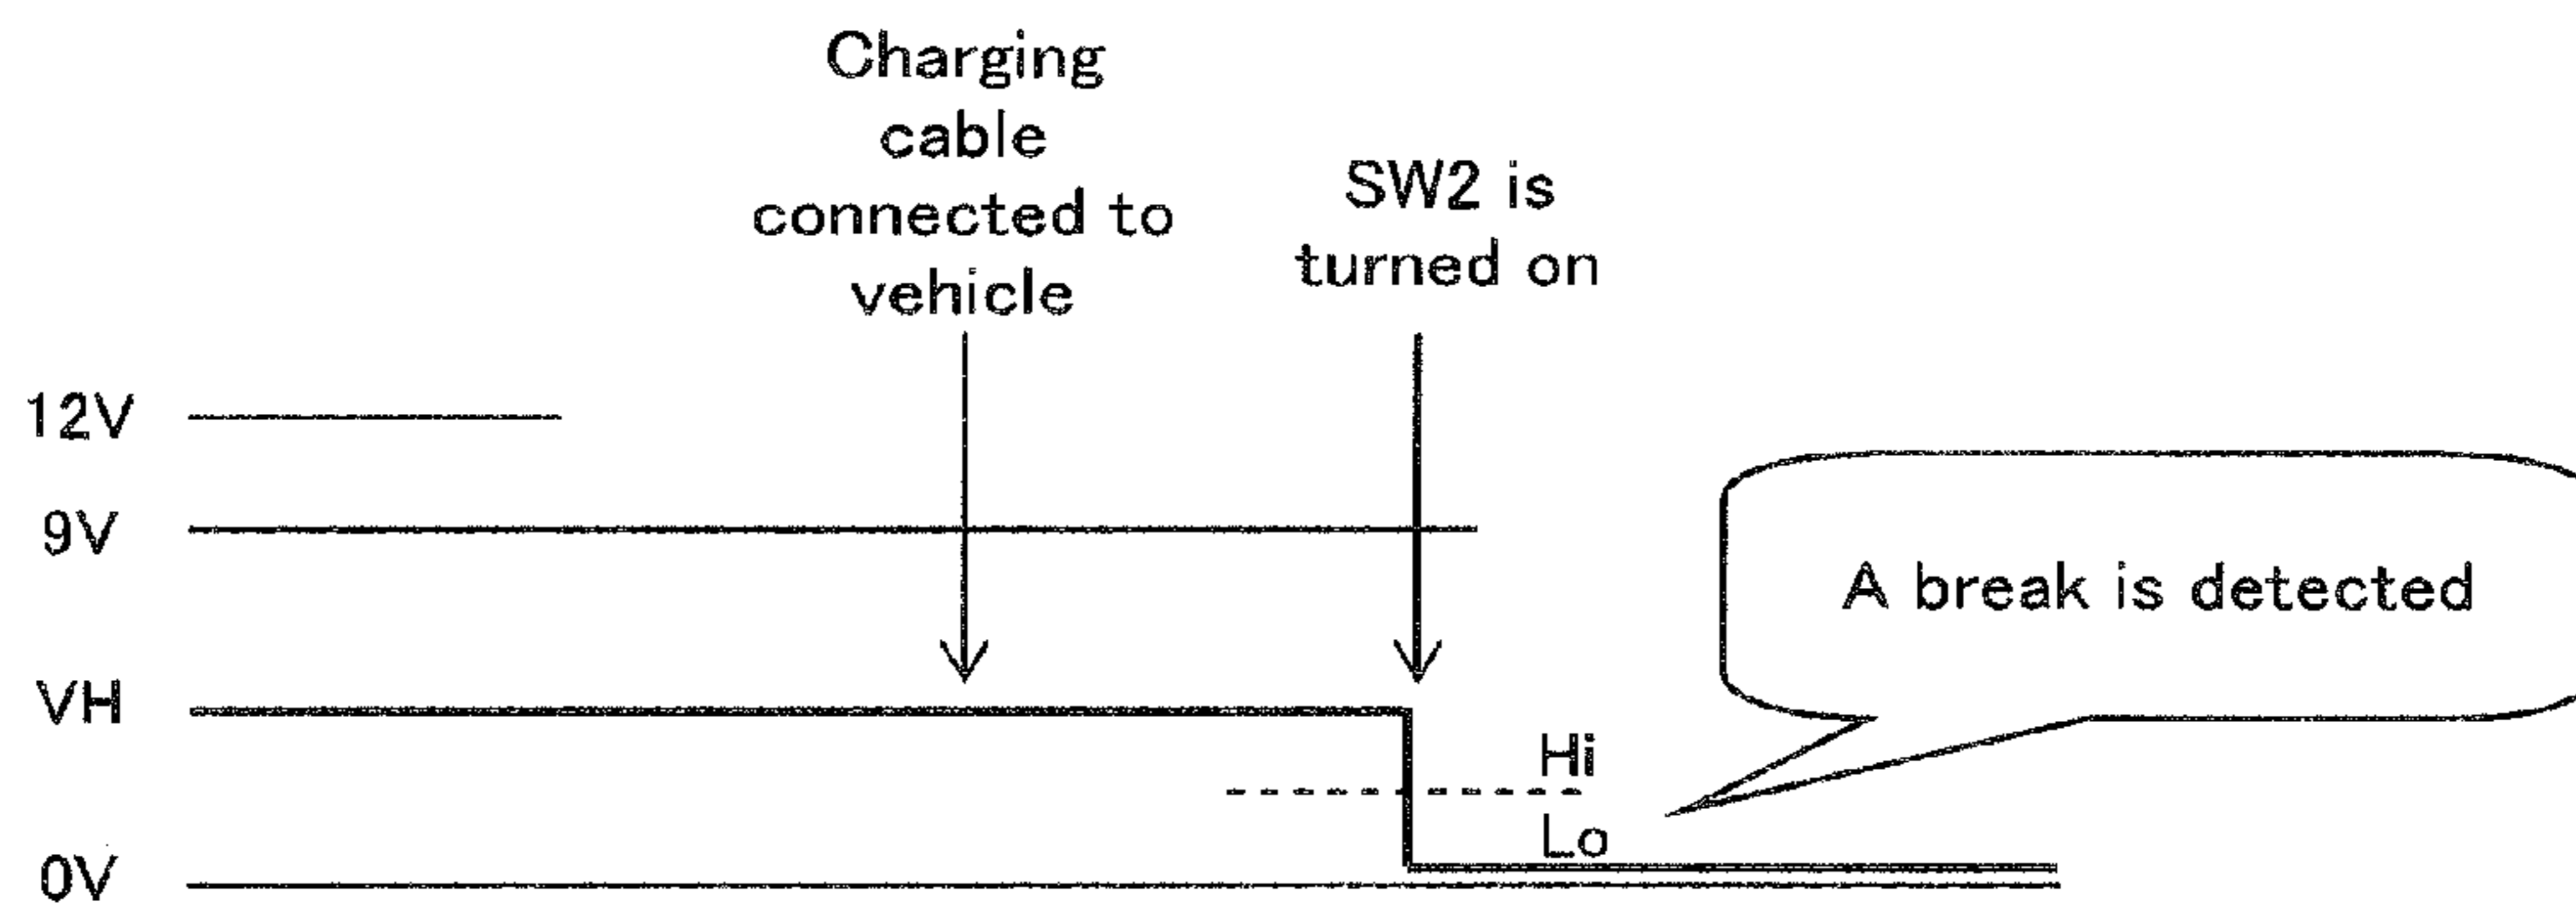 Charging
cable
connected to
vehicle
SW2 is
turned on
12V
9V
A break is detected
VH
Hi
Lo
0V